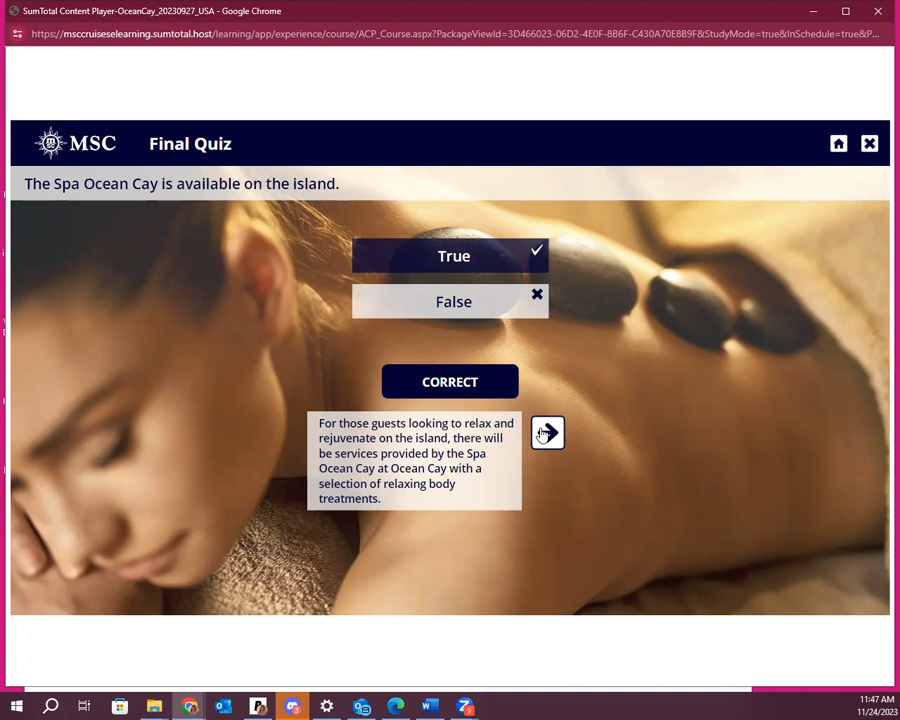 SumTotal Content Player-OceanCay_20230927_USA - Google Chrome
https://msccruiseselearning.sumtotal.host/learning/app/experience/course/ACP_Course.aspx?PackageViewId=3D466023-06D2-4E0F-8B6F-C430A70E8B9F&StudyMode=true&InSchedule=true&P...
MSC
Final Quiz
The Spa Ocean Cay is available on the island.
True
False
CORRECT
For those guests looking to relax and
rejuvenate on the island, there will
be services provided by the Spa
Ocean Cay at Ocean Cay with a
selection of relaxing body
treatments.
11:47 AM
11/24/2023